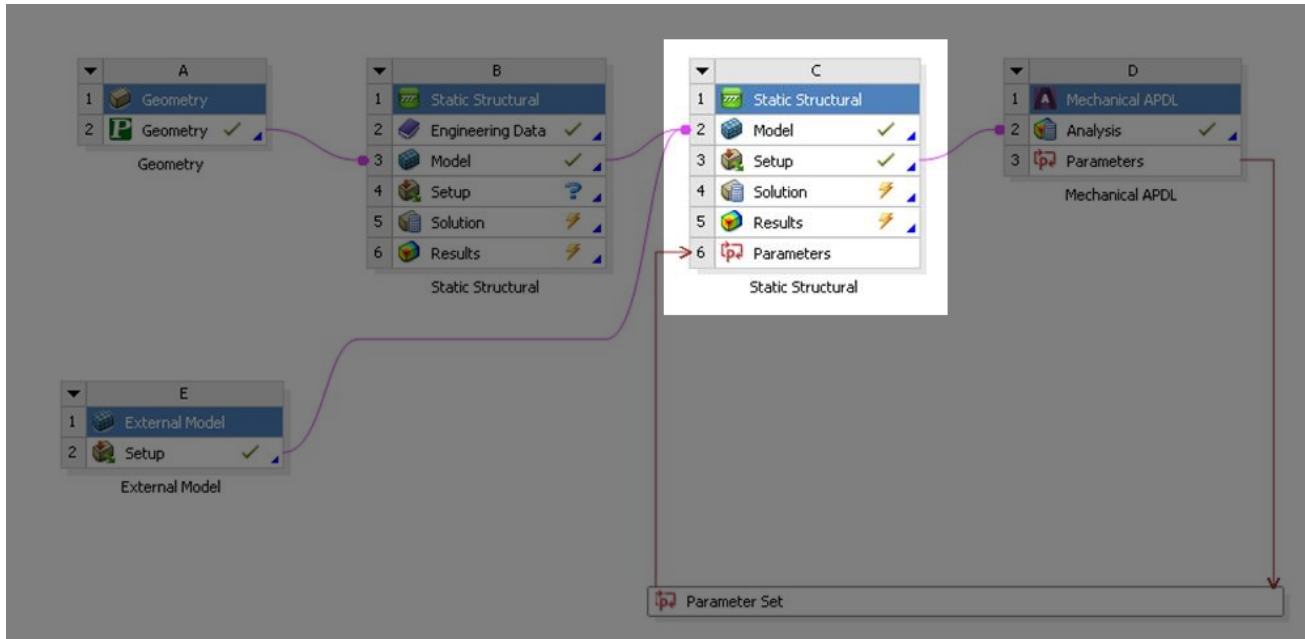 A
1 Geometry
2 Geometry
Geometry
B
1 Static Structural
2 Engineering Data
3 Model
4 Setup
5 Solution
6 Results
Static Structural
C
1 Static Structural
2 Model
3 Setup
4 Solution
5 Results
6 Parameters
Static Structural
D
1 Mechanical APDL
2 Analysis
3 Parameters
Mechanical APDL
E
1 External Model
2 Setup
External Model
Parameter Set